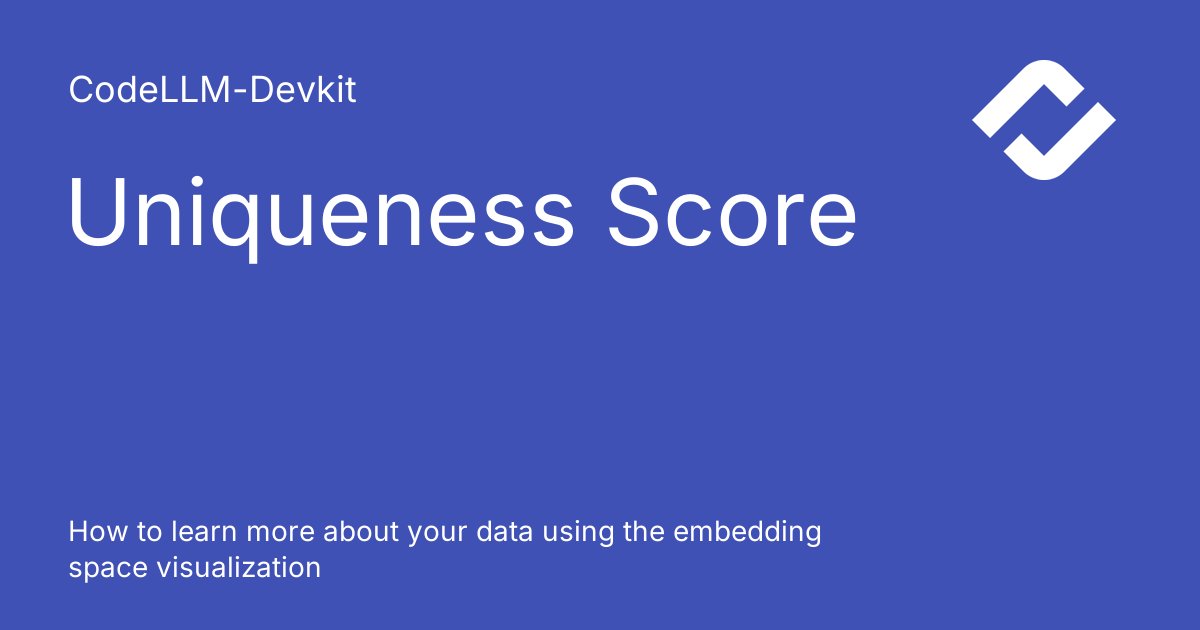 CodeLLM-Devkit
Uniqueness Score
How to learn more about your data using the embedding
space visualization